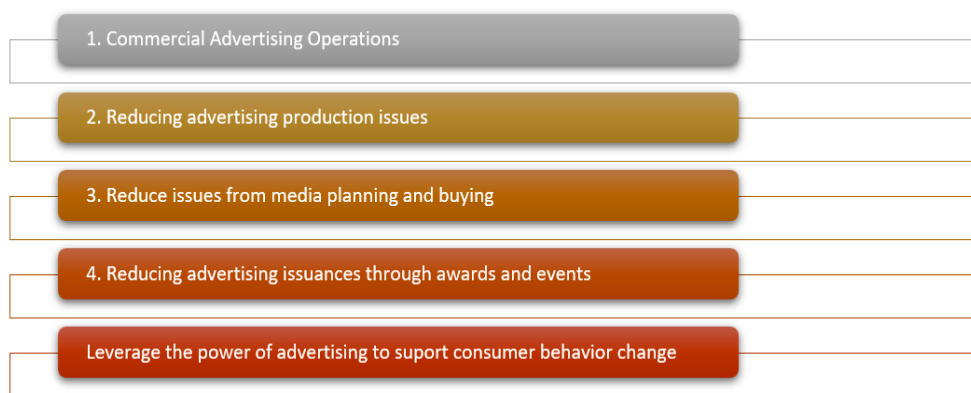 1. Commercial Advertising Operations
2. Reducing advertising production issues
3. Reduce issues from media planning and buying
4. Reducing advertising issuances through awards and events
Leverage the power of advertising to suport consumer behavior change